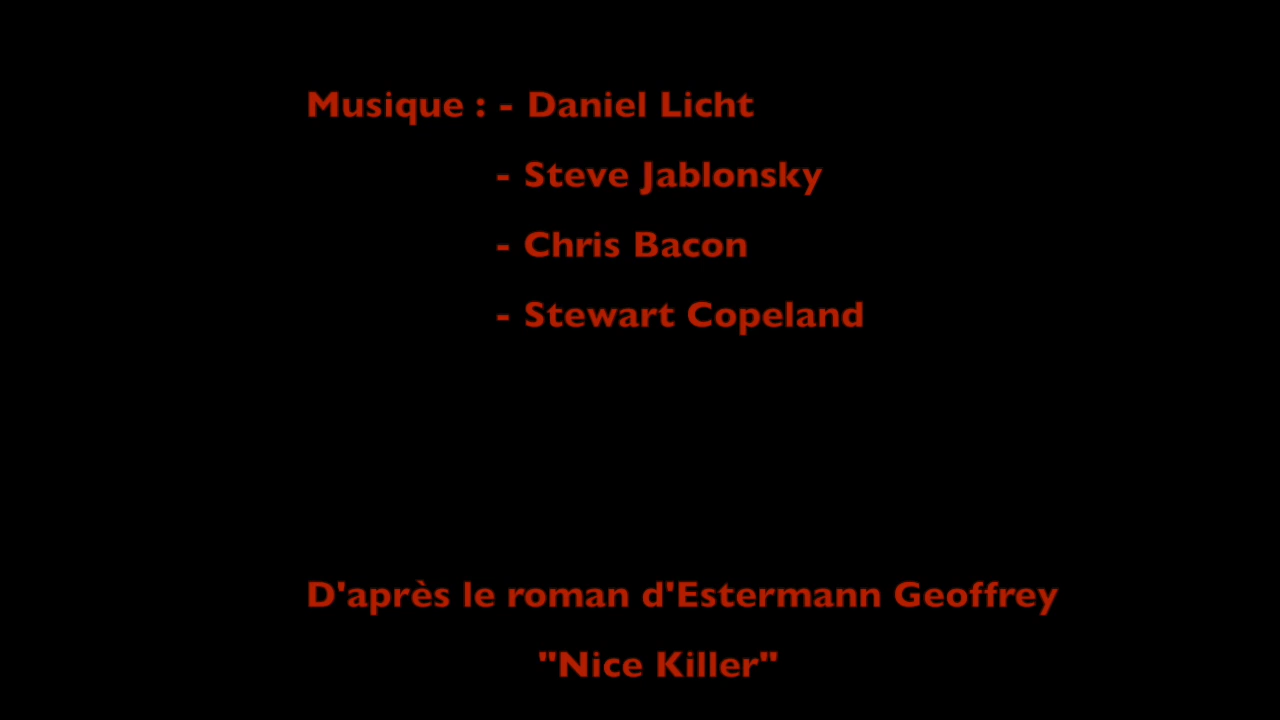 Musique : - Daniel Licht
- Steve Jablonsky
- Chris Bacon
- Stewart Copeland
D'après le roman d'Estermann Geoffrey
"Nice Killer"